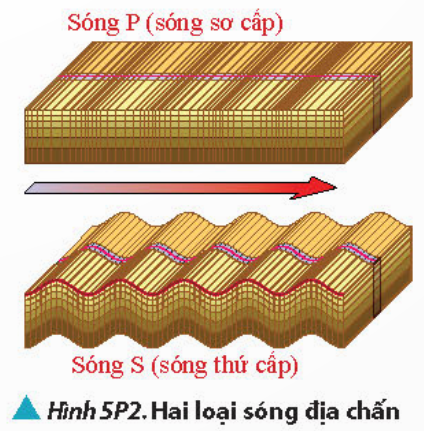 Sóng P (sóng sơ cấp)
Sóng S (sóng thứ cấp)
Hình 5P2. Hai loại sóng địa chấn